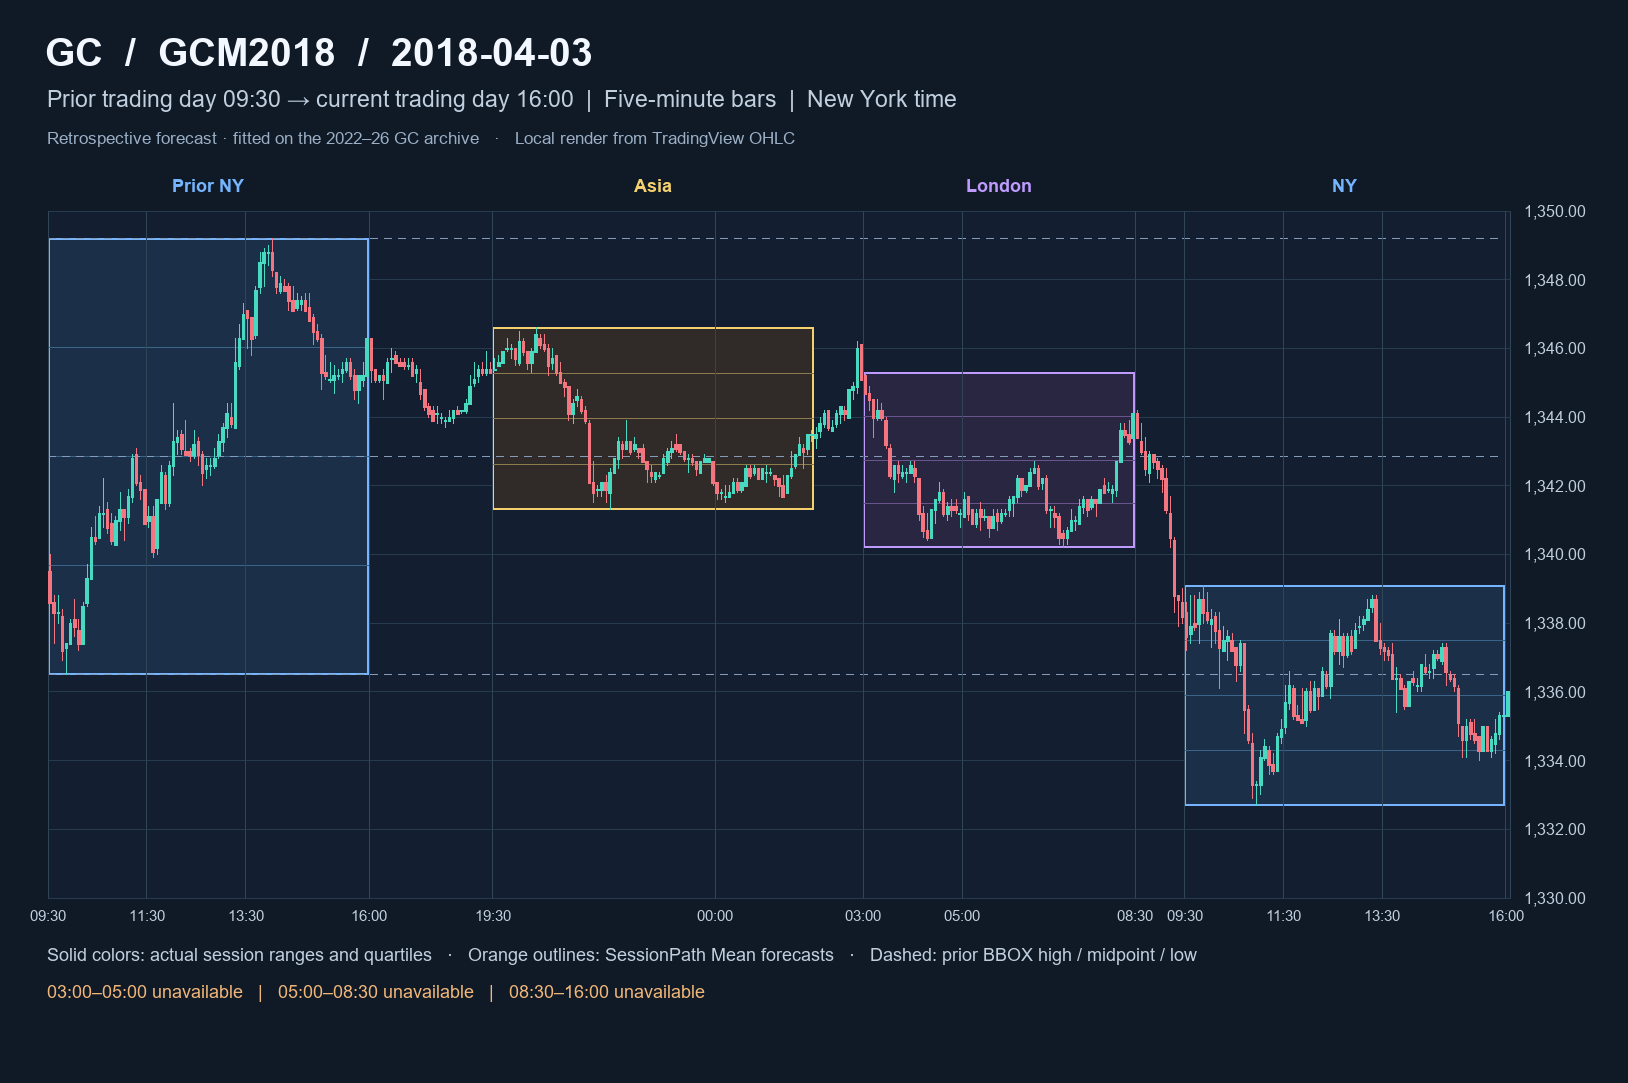 GC / GCM2018 / 2018-04-03
Prior trading day 09:30 → current trading day 16:00 | Five-minute bars | New York time
Retrospective forecast · fitted on the 2022–26 GC archive · Local render from TradingView OHLC
Prior NY Asia London NY
1,350.00
1,348.00
1,346.00
1,344.00
1,342.00
1,340.00
1,338.00
1,336.00
1,334.00
1,332.00
1,330.00
09:30 11:30 13:30 16:00 19:30 00:00 03:00 05:00 08:30 09:30 11:30 13:30 16:00
Solid colors: actual session ranges and quartiles · Orange outlines: SessionPath Mean forecasts · Dashed: prior BBOX high / midpoint / low
03:00–05:00 unavailable | 05:00–08:30 unavailable | 08:30–16:00 unavailable